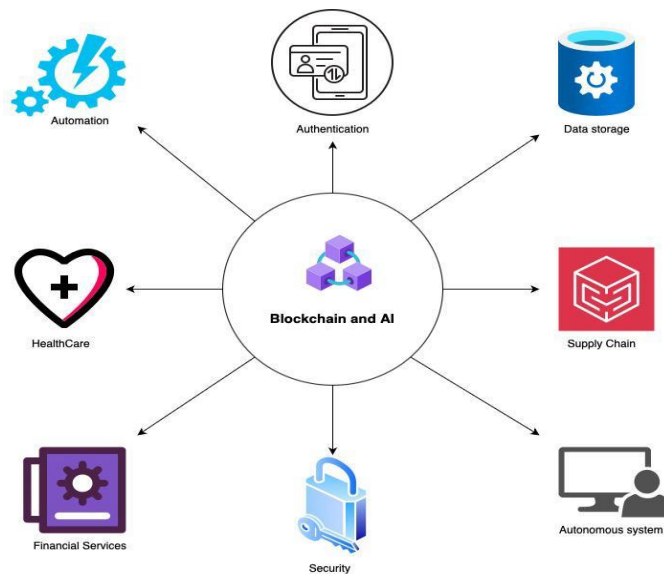 Automation
Authentication
Data storage
Blockchain and AI
HealthCare
Supply Chain
Financial Services
Security
Autonomous system